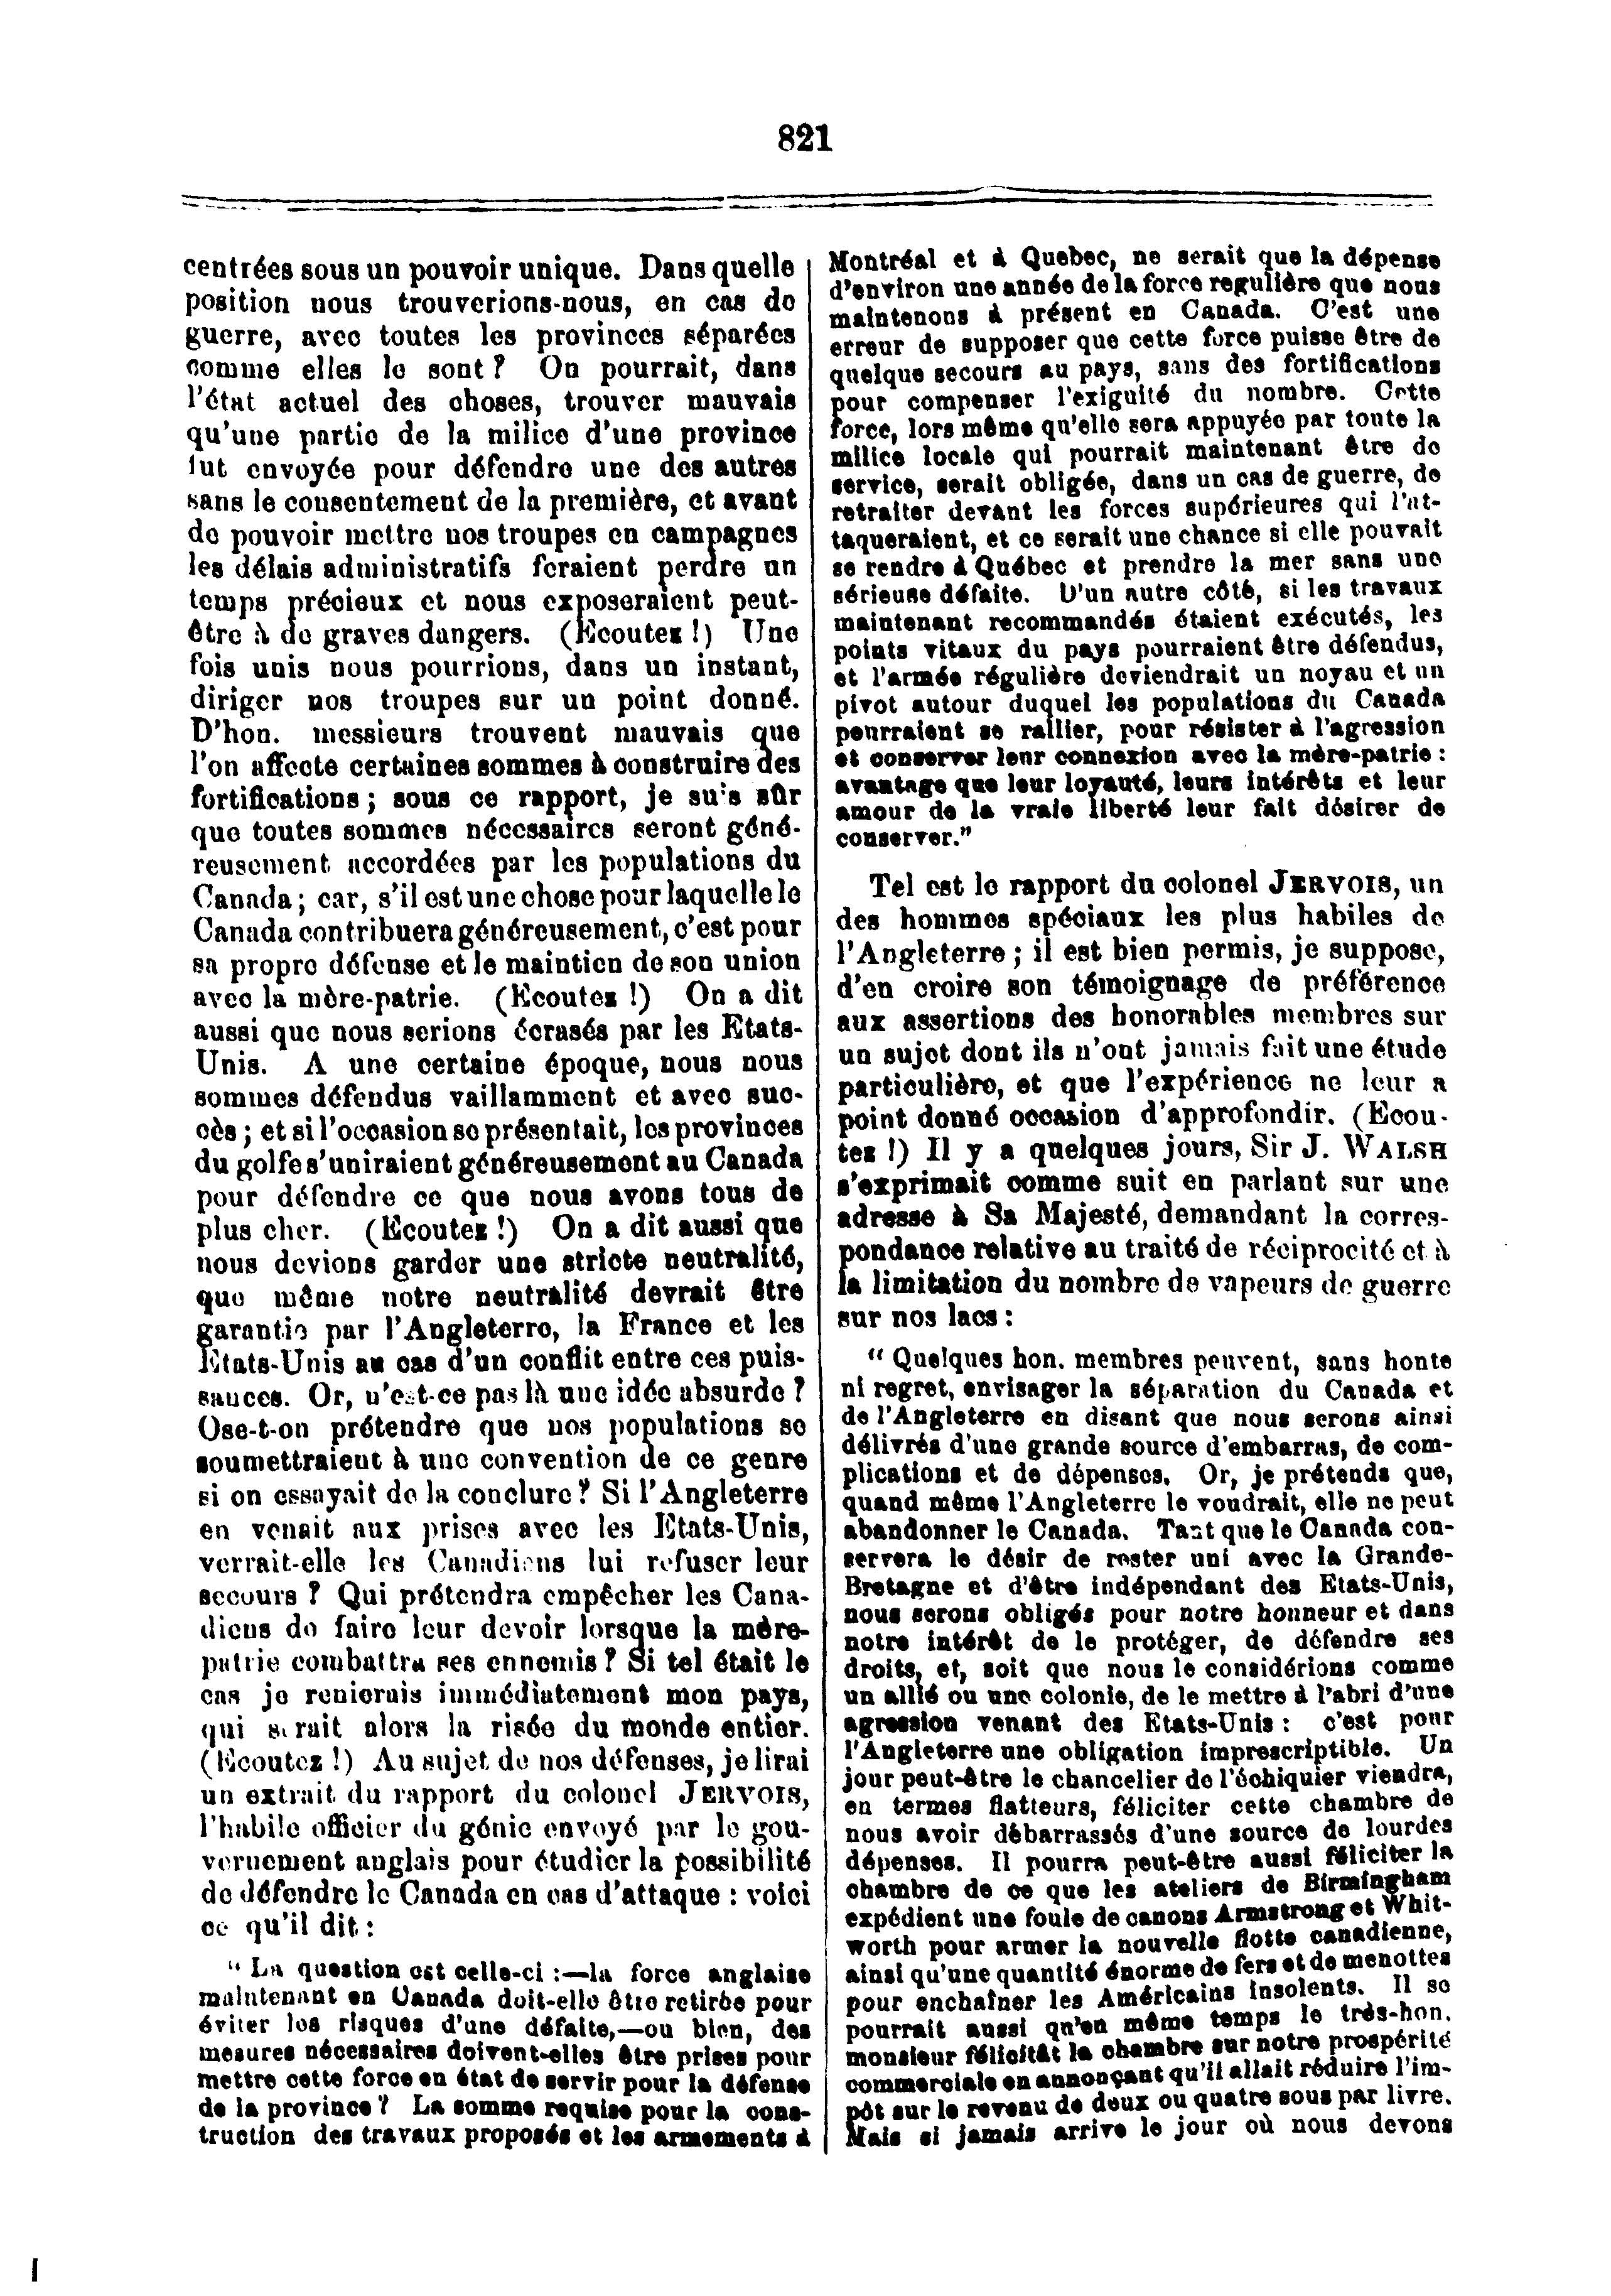 821
centrées sous un pouvoir unique. Dans quelle
position nous trouverions-nous, en cas de
guerre, avec toutes les provinces séparées
comme elles le sont ? On pourrait, dans
l'état actuel des choses, trouver mauvais
qu'une partie de la milice d'une province
fut envoyée pour défendre une des autres
sans le consentement de la première, et avant
de pouvoir mettre nos troupes en campagnes
les délais administratifs feraient perdre un
temps précieux et nous exposeraient peut-
être à de graves dangers. (Ecoutez !) Une
fois unis nous pourrions, dans un instant,
diriger nos troupes sur un point donné.
D'hon. messieurs trouvent mauvais que
l'on affecte certaines sommes à construire des
fortifications ; sous ce rapport, je suis sûr
que toutes sommes nécessaires seront géné-
reusement accordées par les populations du
Canada ; car, s'il est une chose pour laquelle le
Canada contribuera généreusement, c'est pour
sa propre défense et le maintien de son union
avec la mère-patrie. (Ecoutez !) On a dit
aussi que nous serions écrasés par les Etats-
Unis. A une certaine époque, nous nous
sommes défendus vaillamment et avec suc-
cès ; et si l'occasion se présentait, les provinces
du golfe s'uniraient généreusement au Canada
pour défendre ce que nous avons tous de
plus cher. (Ecoutez !) On a dit aussi que
nous devions garder une stricte neutralité,
que même notre neutralité devrait être
garantie par l'Angleterre, la France et les
Etats-Unis au cas d'un conflit entre ces puis-
sances. Or, n'est-ce pas là une idée absurde ?
Ose-t-on prétendre que nos populations se
soumettraient à une convention de ce genre
si on essayait de la conclure ? Si l'Angleterre
en venait aux prises avec les Etats-Unis,
verrait-elle les Canadiens lui refuser leur
secours ? Qui prétendra empêcher les Cana-
diens de faire leur devoir lorsque la mère-
patrie combattra ses ennemis ? Si tel était le
cas je renierais immédiatement mon pays,
qui serait alors la risée du monde entier.
(Ecoutez !) Au sujet de nos défenses, je lirai
un extrait du rapport du colonel JERVOIS,
l'habile officier du génie envoyé par le gou-
vernement anglais pour étudier la possibilité
de défendre le Canada en cas d'attaque : voici
ce qu'il dit :
" La question est celle-ci :—la force anglaise
maintenant en Canada doit-elle être retirée pour
éviter les risques d'une défaite,—ou bien, des
mesures nécessaires doivent-elles être prises pour
mettre cette force en état de servir pour la défense
de la province ? La somme requise pour la cons-
truction des travaux proposés et les armements à
Montréal et à Quebec, ne serait que la dépense
d'environ une année de la force regulière que nous
maintenons à présent en Canada. C'est une
erreur de supposer que cette force puisse être de
quelque secours au pays, sans des fortifications
pour compenser l'exiguité du nombre. Cette
force, lors même qu'elle sera appuyée par toute la
milice locale qui pourrait maintenant être de
service, serait obligée, dans un cas de guerre, de
retraiter devant les forces supérieures qui l'at-
taqueraient, et ce serait une chance si elle pouvait
se rendre à Québec et prendre la mer sans une
sérieuse défaite. D'un autre côté, si les travaux
maintenant recommandés étaient exécutés, les
points vitaux du pays pourraient être défendus,
et l'armée régulière deviendrait un noyau et un
pivot autour duquel les populations du Canada
pourraient se rallier, pour résister à l'agression
et conserver leur connexion avec la mère-patrie :
avantage que leur loyauté, leurs intérêts et leur
amour de la vraie liberté leur fait désirer de
conserver."
Tel est le rapport du colonel JERVOIS, un
des hommes spéciaux les plus habiles de
l'Angleterre ; il est bien permis, je suppose,
d'en croire son témoignage de préférence
aux assertions des honorables membres sur
un sujet dont ils n'ont jamais fait une étude
particulière, et que l'expérience ne leur a
point donné occasion d'approfondir. (Ecou-
tez !) Il y a quelques jours, Sir J. WALSH
s'exprimait comme suit en parlant sur une
adresse à Sa Majesté, demandant la corres-
pondance relative au traité de réciprocité et à
la limitation du nombre de vapeurs de guerre
sur nos lacs :
" Quelques hon. membres peuvent, sans honte
ni regret, envisager la séparation du Canada et
de l'Angleterre en disant que nous serons ainsi
délivrés d'une grande source d'embarras, de com-
plications et de dépenses. Or, je prétends que,
quand même l'Angleterre le voudrait, elle ne peut
abandonner le Canada. Tant que le Canada con-
servera le désir de rester uni avec la Grande-
Bretagne et d'être indépendant des Etats-Unis,
nous serons obligés pour notre honneur et dans
notre intérêt de le protéger, de défendre ses
droits, et, soit que nous le considérions comme
un allié ou une colonie, de le mettre à l'abri d'une
agression venant des Etats-Unis : c'est pour
l'Angleterre une obligation imprescriptible. Un
jour peut-être le chancelier de l'échiquier viendra,
en termes flatteurs, féliciter cette chambre de
nous avoir débarrassés d'une source de lourdes
dépenses. Il pourra peut-être aussi féliciter la
chambre de ce que les ateliers de Birmingham
expédient une foule de canons Armstrong et Whit-
worth pour armer la nouvelle flotte canadienne,
ainsi qu'une quantité énorme de fers et de menottes
pour enchaîner les Américains insolents. Il se
pourrait aussi qu'en même temps le très-hon.
monsieur félicitât la chambre sur notre prospérité
commerciale en annonçant qu'il allait réduire l'im-
pôt sur le revenu de deux ou quatre sous par livre.
Mais si jamais arrive le jour où nous devons